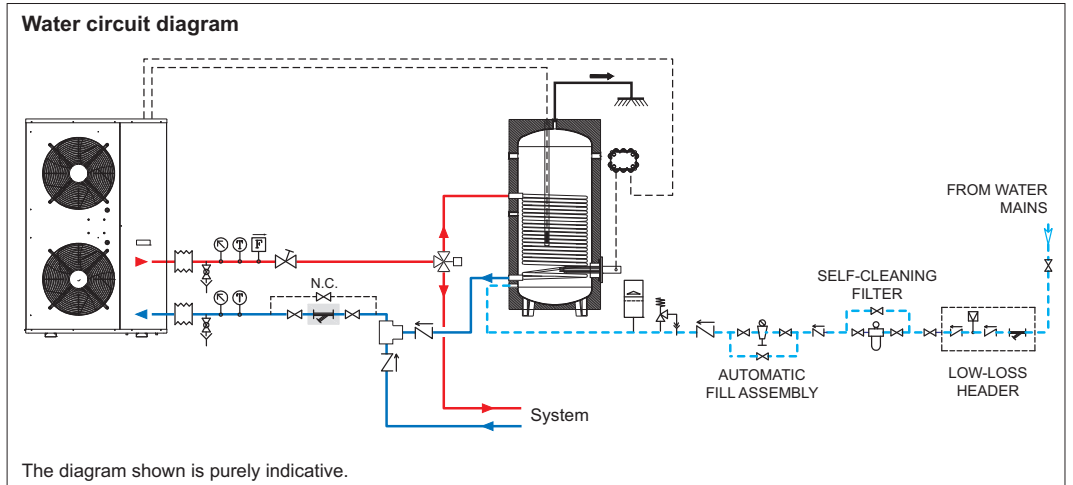 Water circuit diagram
FROM WATER
MAINS
SELF-CLEANING
FILTER
N.C.
F
T
T
AUTOMATIC
FILL ASSEMBLY
LOW-LOSS
HEADER
System
The diagram shown is purely indicative.